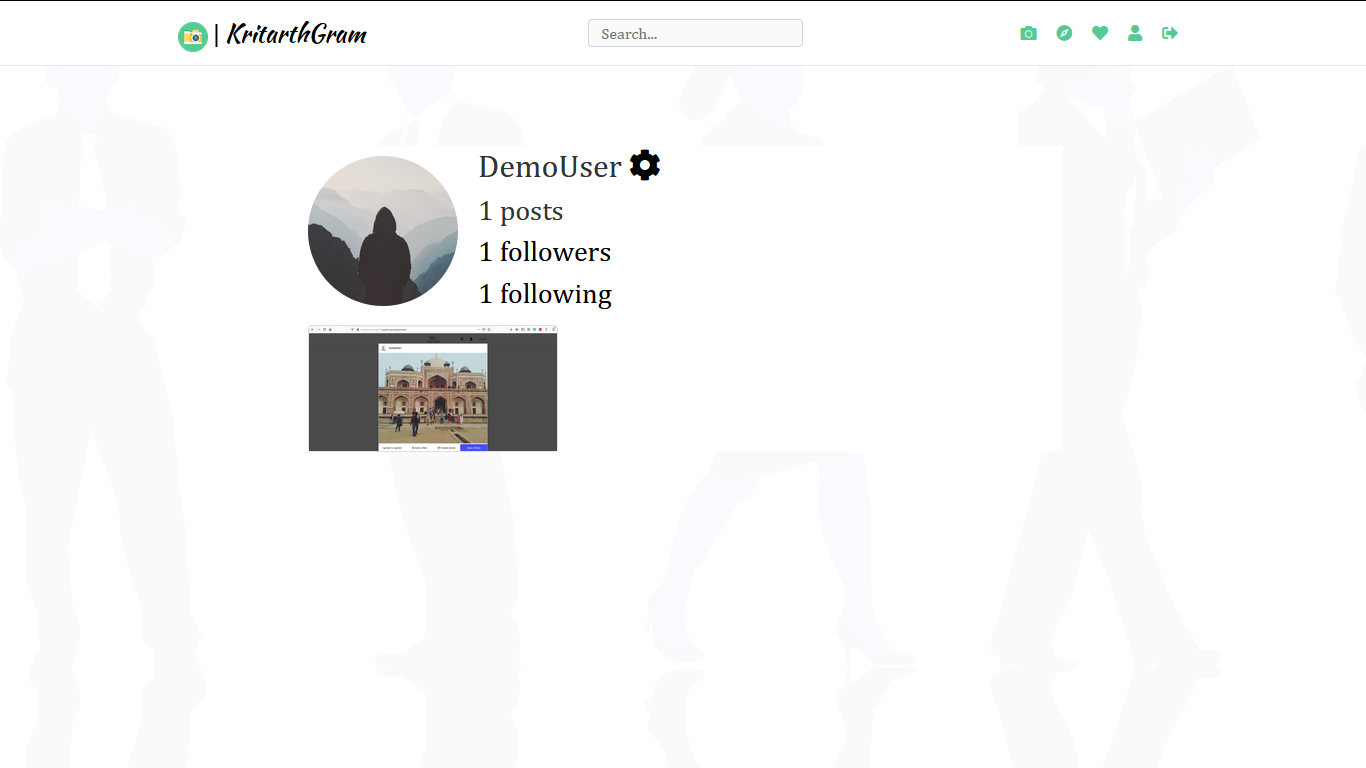 | KritarthGram
Search...
DemoUser
1 posts
1 followers
1 following